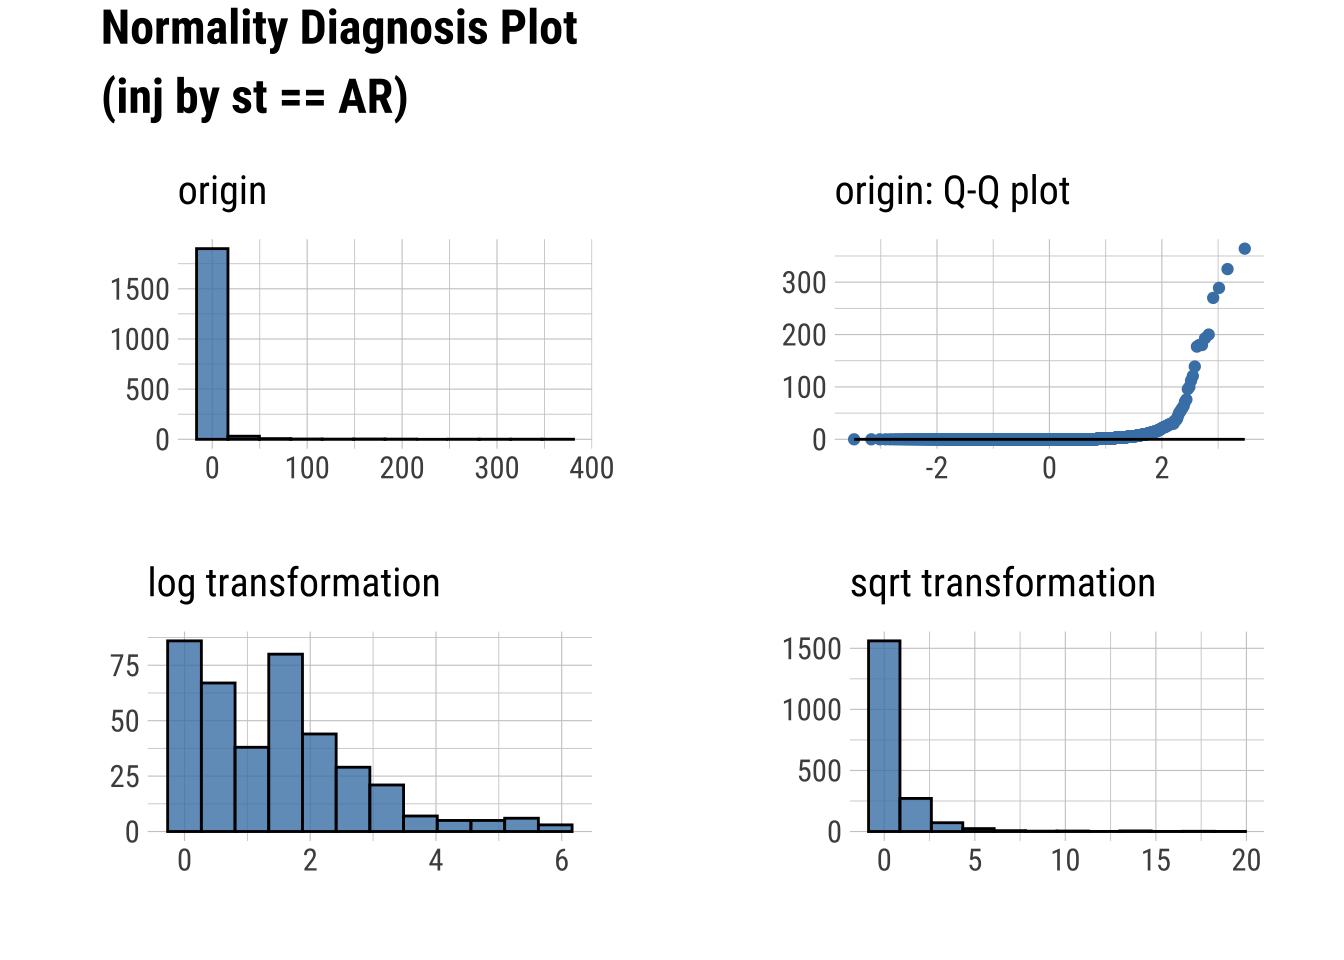 Normality Diagnosis Plot
(inj by st == AR)
origin
1500
1000
500
0
0 100 200 300 400
origin: Q-Q plot
300
200
100
0
-2 0 2
log transformation
75
50
25
0
0 2 4 6
sqrt transformation
1500
1000
500
0
0 5 10 15 20